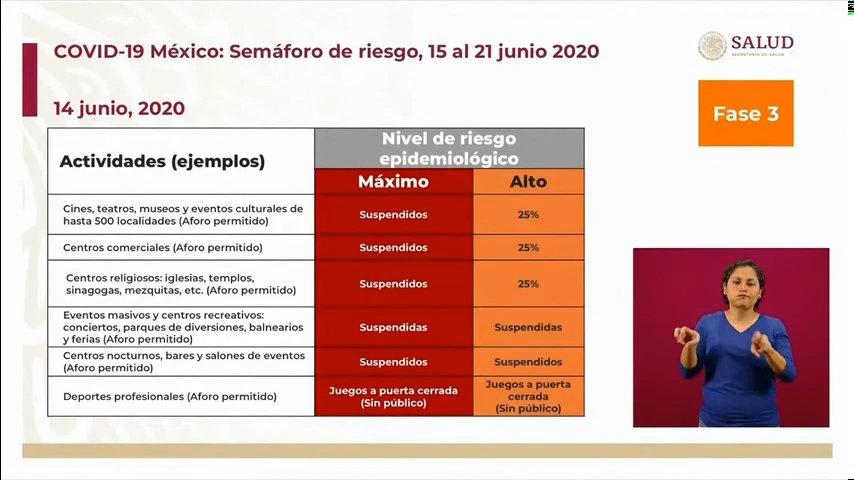 COVID-19 México: Semáforo de riesgo, 15 al 21 junio 2020
SALUD
SECRETARÍA DE SALUD
14 junio, 2020
Fase 3
Actividades (ejemplos)
Nivel de riesgo
epidemiológico
Máximo
Alto
Cines, teatros, museos y eventos culturales de
hasta 500 localidades (Aforo permitido)
Suspendidos
25%
Centros comerciales (Aforo permitido)
Suspendidos
25%
Centros religiosos: iglesias, templos,
sinagogas, mezquitas, etc. (Aforo permitido)
Suspendidos
25%
Eventos masivos y centros recreativos:
conciertos, parques de diversiones, balnearios
y ferias (Aforo permitido)
Suspendidas
Suspendidas
Centros nocturnos, bares y salones de eventos
(Aforo permitido)
Suspendidos
Suspendidos
Deportes profesionales (Aforo permitido)
Juegos a puerta cerrada
(Sin público)
Juegos a puerta
cerrada
(Sin público)